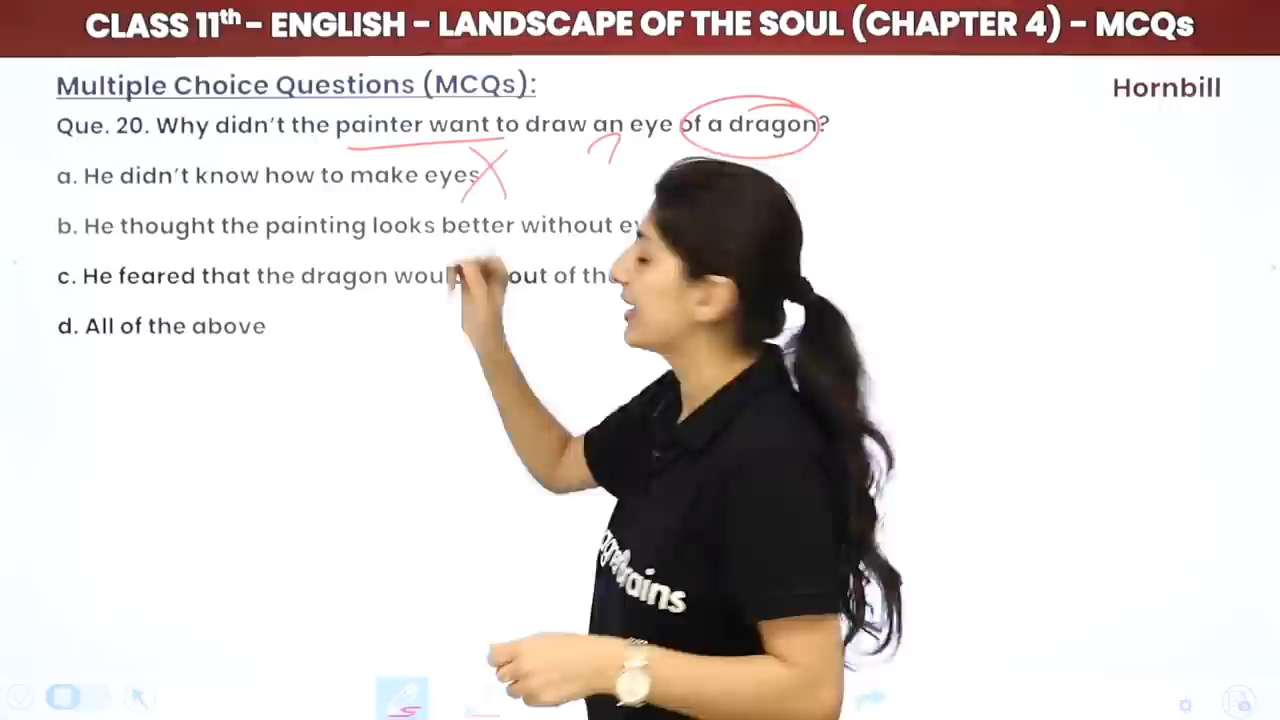 CLASS 11th – ENGLISH – LANDSCAPE OF THE SOUL (CHAPTER 4) – MCQs
Multiple Choice Questions (MCQs):
Hornbill
Que. 20. Why didn't the painter want to draw an eye of a dragon?
a. He didn't know how to make eyes
b. He thought the painting looks better without
c. He feared that the dragon out of
d. All of the above